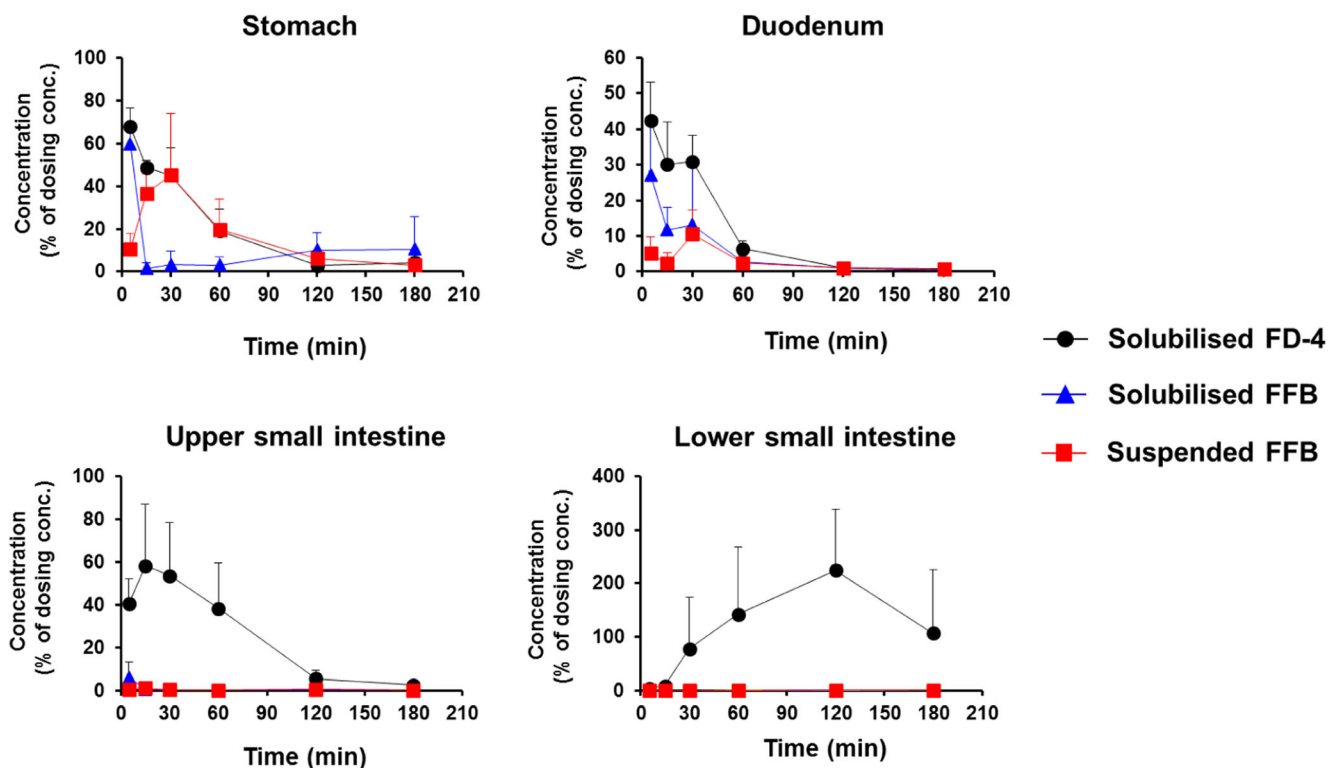 Stomach
Concentration
(% of dosing conc.)
100
80
60
40
20
0
0 30 60 90 120 150 180 210
Time (min)
Duodenum
Concentration
(% of dosing conc.)
60
50
40
30
20
10
0
0 30 60 90 120 150 180 210
Time (min)
Solubilised FD-4
Solubilised FFB
Suspended FFB
Upper small intestine
Concentration
(% of dosing conc.)
100
80
60
40
20
0
0 30 60 90 120 150 180 210
Time (min)
Lower small intestine
Concentration
(% of dosing conc.)
400
300
200
100
0
0 30 60 90 120 150 180 210
Time (min)